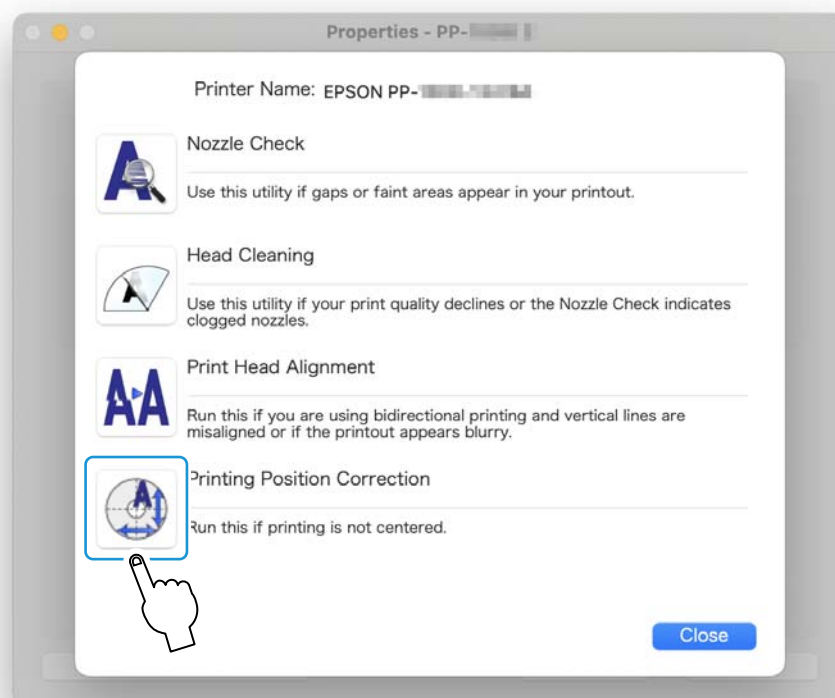 Properties - PP-
Printer Name: EPSON PP-
Nozzle Check
Use this utility if gaps or faint areas appear in your printout.
Head Cleaning
Use this utility if your print quality declines or the Nozzle Check indicates
clogged nozzles.
Print Head Alignment
Run this if you are using bidirectional printing and vertical lines are
misaligned or if the printout appears blurry.
Printing Position Correction
Run this if printing is not centered.
Close